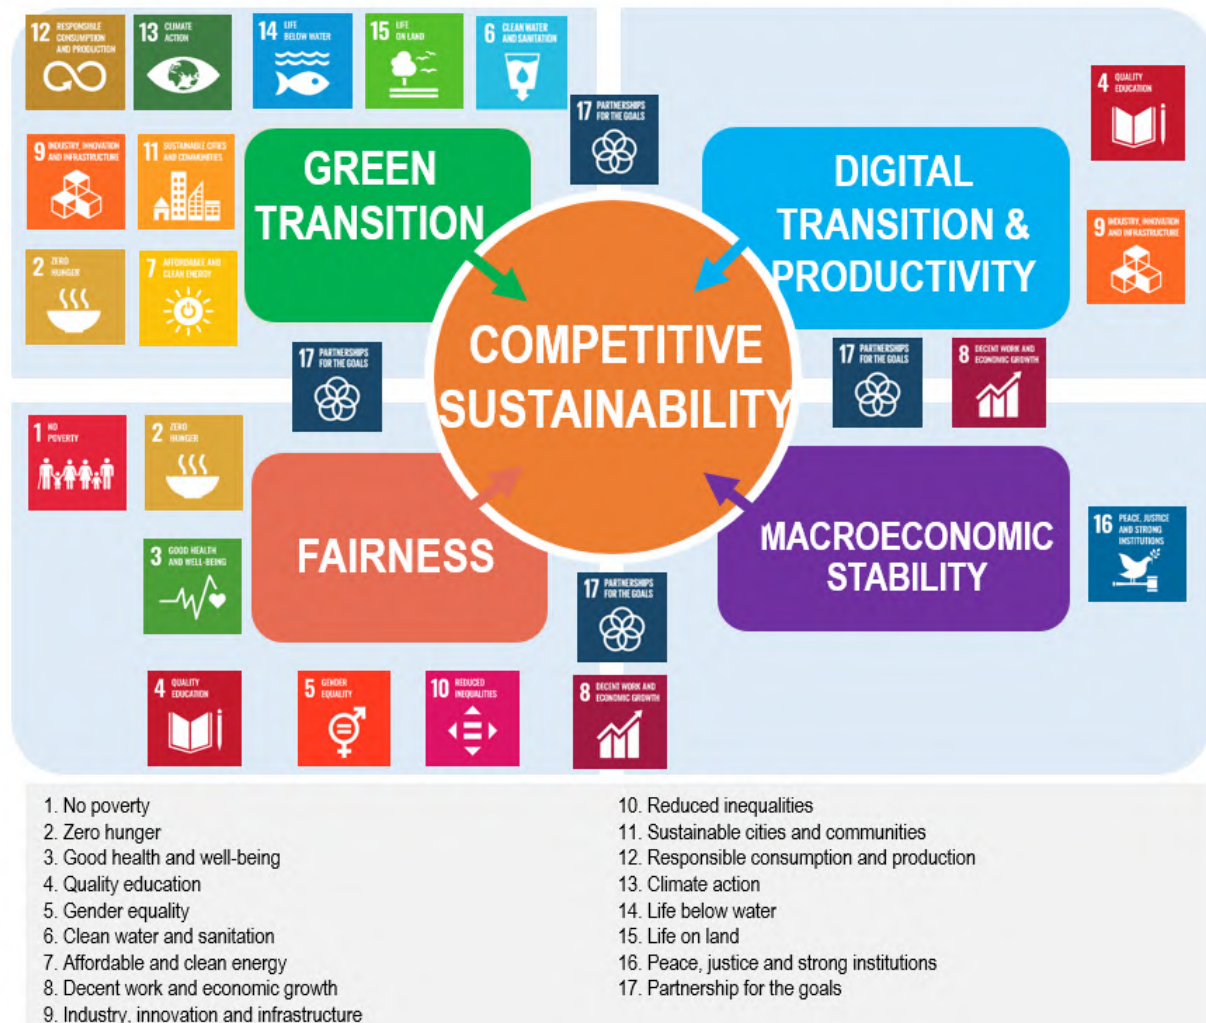 12 RESPONSIBLE
CONSUMPTION
AND PRODUCTION
13 CLIMATE
ACTION
14 LIFE
BELOW WATER
15 LIFE
ON LAND
6 CLEAN WATER
AND SANITATION
17 PARTNERSHIPS
FOR THE GOALS
4 QUALITY
EDUCATION
9 INDUSTRY, INNOVATION
AND INFRASTRUCTURE
11 SUSTAINABLE CITIES
AND COMMUNITIES
GREEN
TRANSITION
DIGITAL
TRANSITION &
PRODUCTIVITY
9 INDUSTRY, INNOVATION
AND INFRASTRUCTURE
2 ZERO
HUNGER
7 AFFORDABLE AND
CLEAN ENERGY
COMPETITIVE
SUSTAINABILITY
17 PARTNERSHIPS
FOR THE GOALS
17 PARTNERSHIPS
FOR THE GOALS
8 DECENT WORK AND
ECONOMIC GROWTH
1 NO
POVERTY
2 ZERO
HUNGER
3 GOOD HEALTH
AND WELL-BEING
FAIRNESS
MACROECONOMIC
STABILITY
16 PEACE, JUSTICE
AND STRONG
INSTITUTIONS
17 PARTNERSHIPS
FOR THE GOALS
4 QUALITY
EDUCATION
5 GENDER
EQUALITY
10 REDUCED
INEQUALITIES
8 DECENT WORK AND
ECONOMIC GROWTH
1. No poverty
2. Zero hunger
3. Good health and well-being
4. Quality education
5. Gender equality
6. Clean water and sanitation
7. Affordable and clean energy
8. Decent work and economic growth
9. Industry, innovation and infrastructure
10. Reduced inequalities
11. Sustainable cities and communities
12. Responsible consumption and production
13. Climate action
14. Life below water
15. Life on land
16. Peace, justice and strong institutions
17. Partnership for the goals